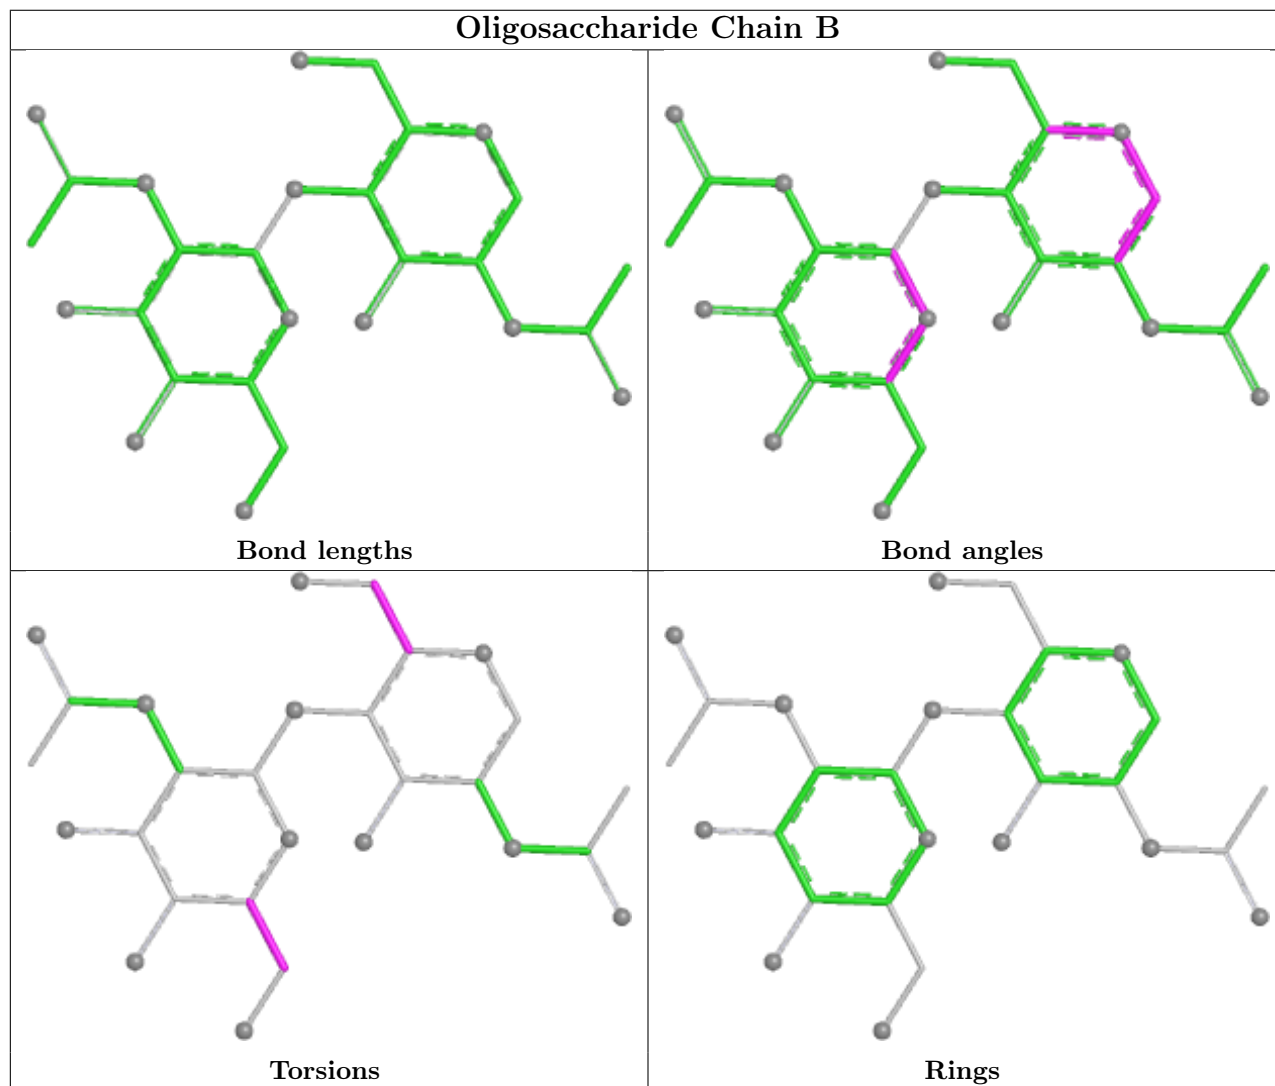 Oligosaccharide Chain B
Bond lengths
Bond angles
Torsions
Rings